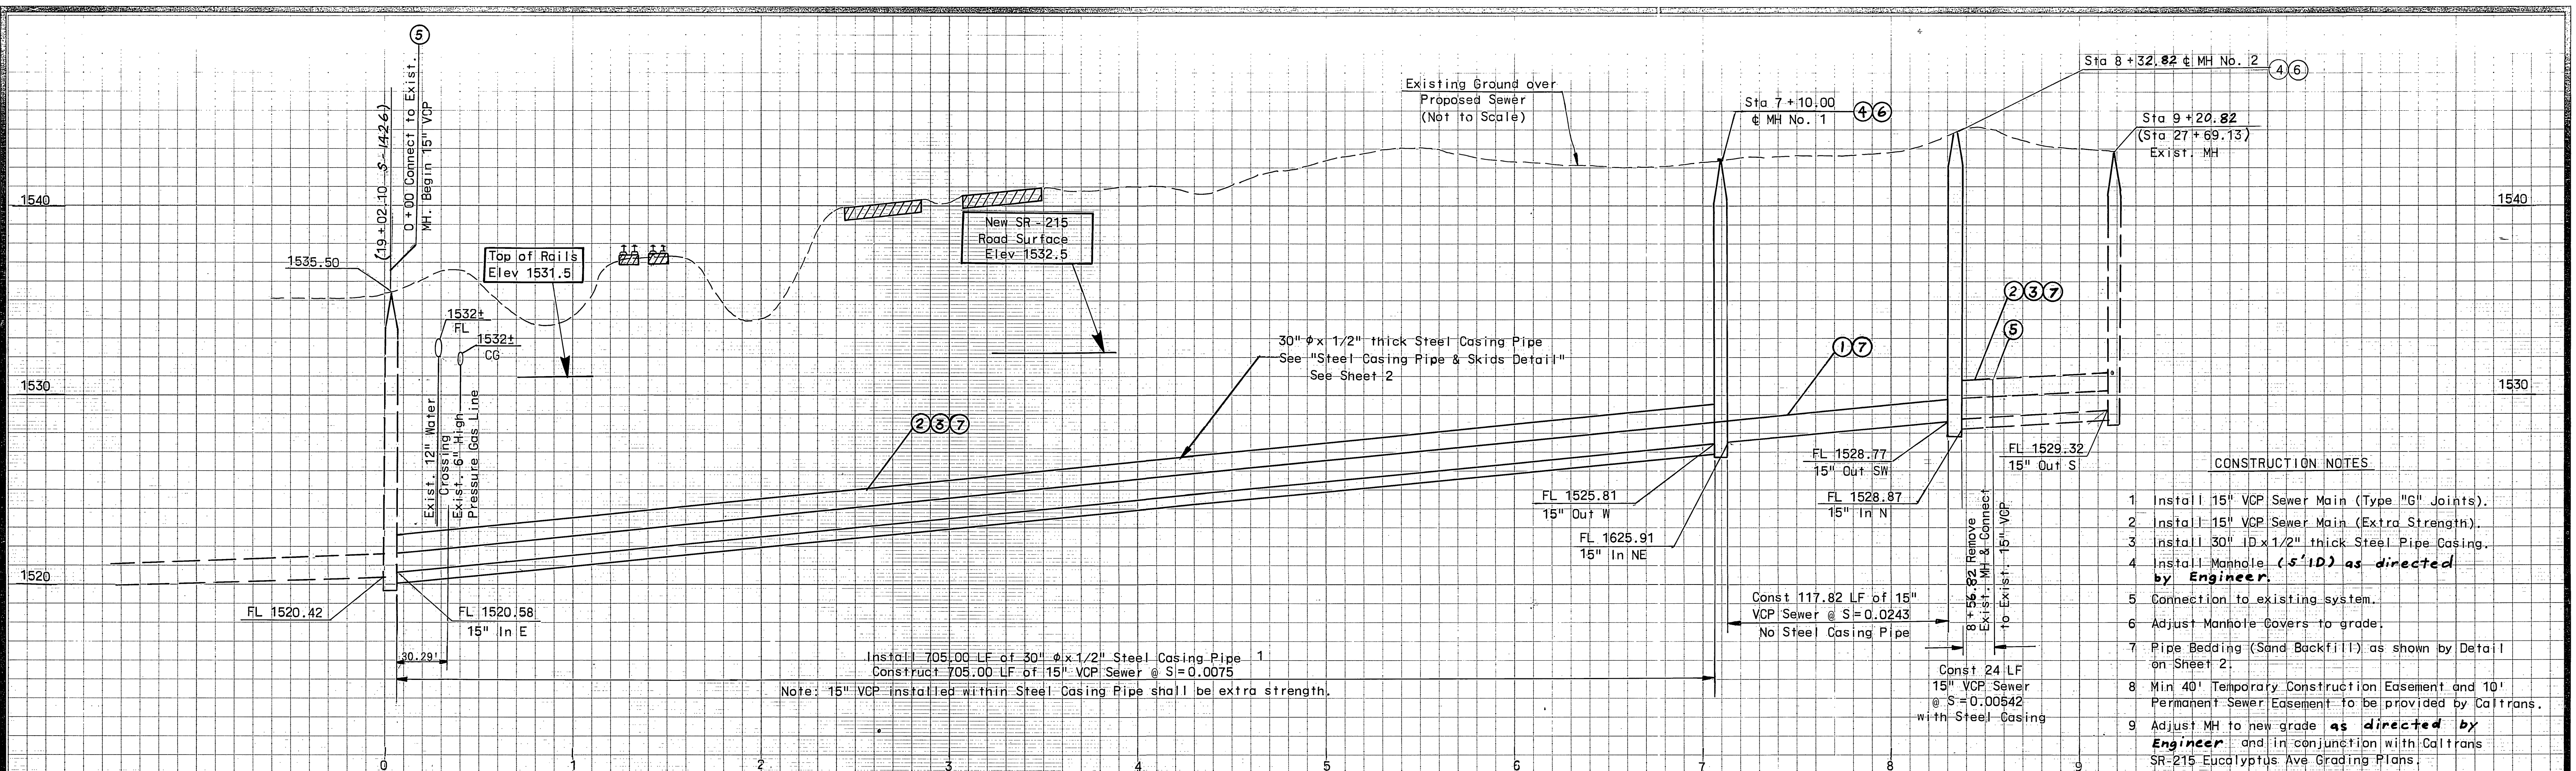 5
(19+02.10 S-1426)
0+00 Connect to Exist.
MH. Begin 15" VCP
1540
1535.50
Top of Rails
Elev 1531.5
1532±
FL
1532±
CG
Exist. 12" Water
Crossing
Exist. 6" High
Pressure Gas Line
1530
1520
FL 1520.42
FL 1520.58
15" In E
30.29'
2 3 7
New SR-215
Road Surface
Elev 1532.5
30" φ x 1/2" thick Steel Casing Pipe
See "Steel Casing Pipe & Skids Detail"
See Sheet 2
Existing Ground over
Proposed Sewer
(Not to Scale)
Install 705.00 LF of 30" φ x 1/2" Steel Casing Pipe 1
Construct 705.00 LF of 15" VCP Sewer @ S=0.0075
Note: 15" VCP installed within Steel Casing Pipe shall be extra strength.
Sta 7+10.00
℄ MH No. 1
4 6
Sta 8+32.82 ℄ MH No. 2
4 6
Sta 9+20.82
(Sta 27+69.13)
Exist. MH
1540
2 3 7
5
1 7
1530
FL 1525.81
15" Out W
FL 1625.91
15" In NE
FL 1528.77
15" Out SW
FL 1528.87
15" In N
FL 1529.32
15" Out S
Const 117.82 LF of 15"
VCP Sewer @ S=0.0243
No Steel Casing Pipe
8+56.82 Remove
Exist. MH & Connect
to Exist. 15" VCP
Const 24 LF
15" VCP Sewer
@ S=0.00542
with Steel Casing
CONSTRUCTION NOTES
1 Install 15" VCP Sewer Main (Type "G" Joints).
2 Install 15" VCP Sewer Main (Extra Strength).
3 Install 30" ID x 1/2" thick Steel Pipe Casing.
4 Install Manhole (5' ID) as directed
by Engineer.
5 Connection to existing system.
6 Adjust Manhole Covers to grade.
7 Pipe Bedding (Sand Backfill) as shown by Detail
on Sheet 2.
8 Min 40' Temporary Construction Easement and 10'
Permanent Sewer Easement to be provided by Caltrans.
9 Adjust MH to new grade as directed by
Engineer and in conjunction with Caltrans
SR-215 Eucalyptus Ave Grading Plans.
0 1 2 3 4 5 6 7 8 9